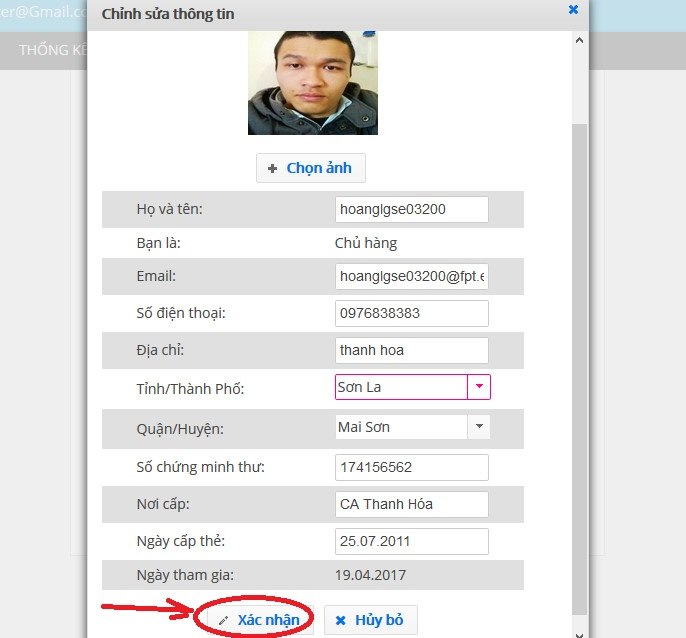 er@Gmail.c
Chỉnh sửa thông tin
THỐNG KÊ
Chọn ảnh
Họ và tên: hoanglgse03200
Bạn là: Chủ hàng
Email: hoanglgse03200@fpt.e
Số điện thoại: 0976838383
Địa chỉ: thanh hoa
Tỉnh/Thành Phố: Sơn La
Quận/Huyện: Mai Sơn
Số chứng minh thư: 174156562
Nơi cấp: CA Thanh Hóa
Ngày cấp thẻ: 25.07.2011
Ngày tham gia: 19.04.2017
Xác nhận Hủy bỏ